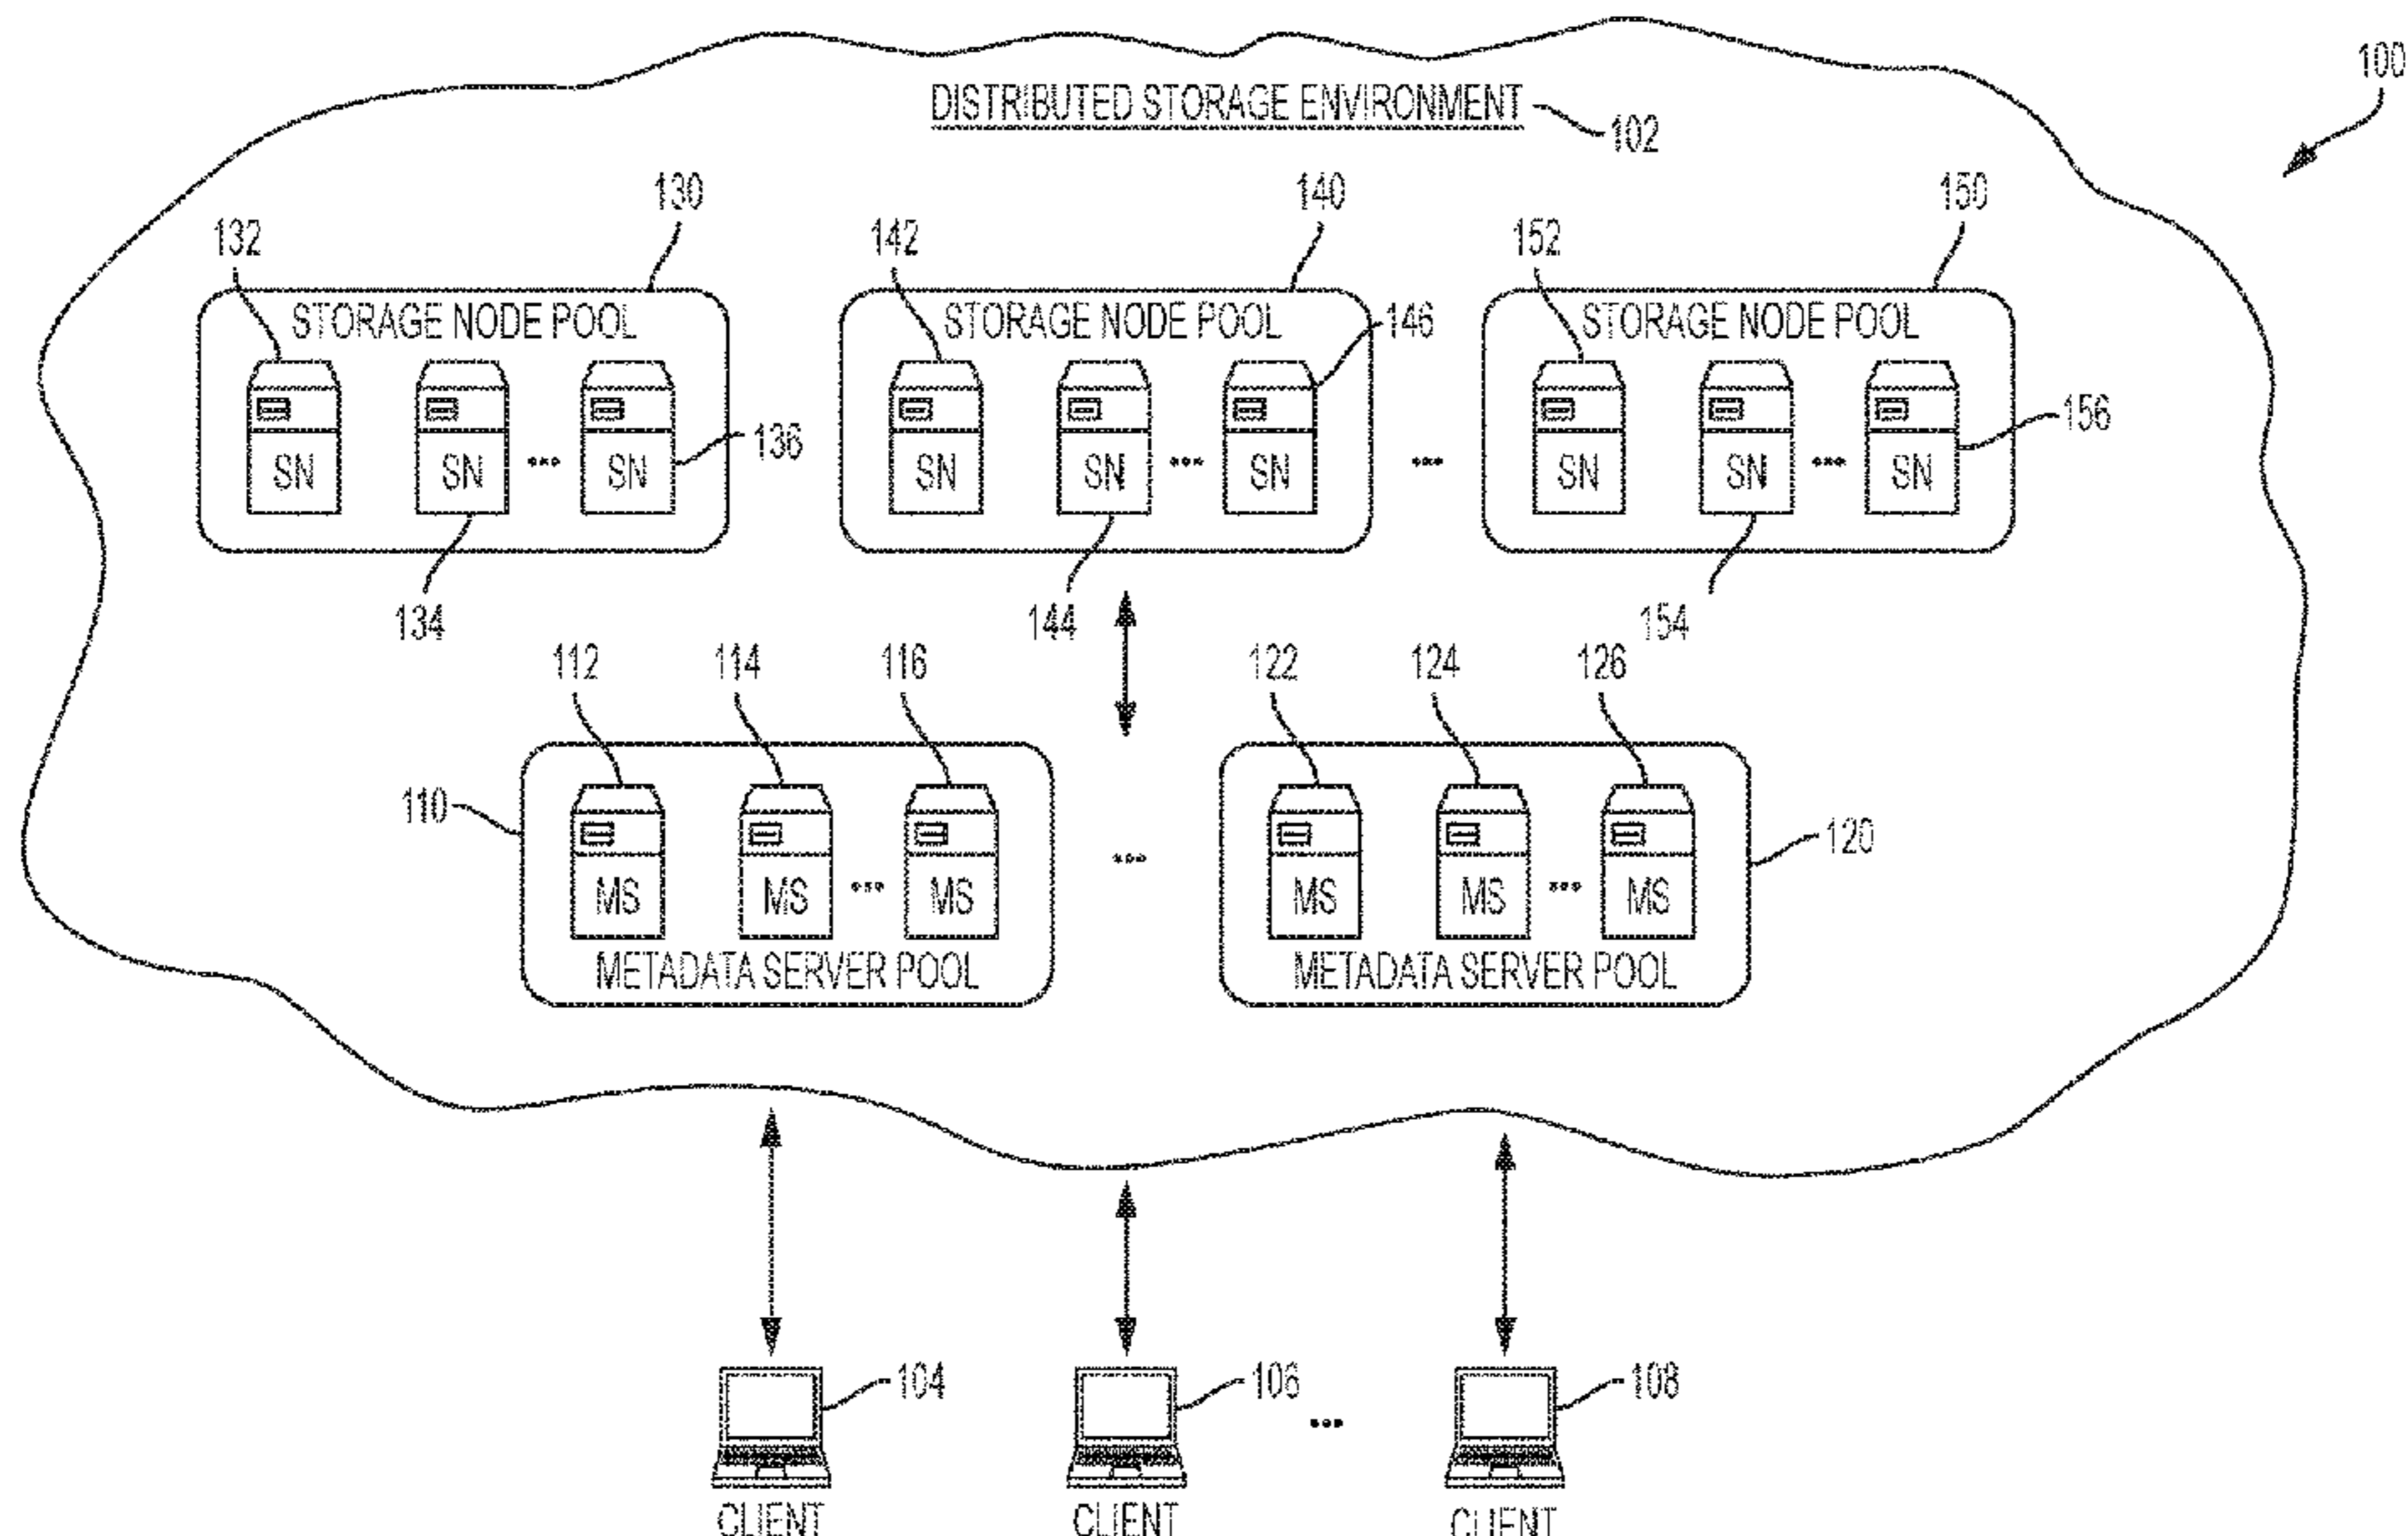 100
DISTRIBUTED STORAGE ENVIRONMENT
102
130
140
150
132
142
152
STORAGE NODE POOL
STORAGE NODE POOL
146
STORAGE NODE POOL
SN SN ... SN
136
SN SN ... SN
...
SN SN ... SN
156
134
144
154
112
114
116
122
124
126
110
120
MS MS ... MS
...
MS MS ... MS
METADATA SERVER POOL
METADATA SERVER POOL
104
106
...
108
CLIENT
CLIENT
CLIENT